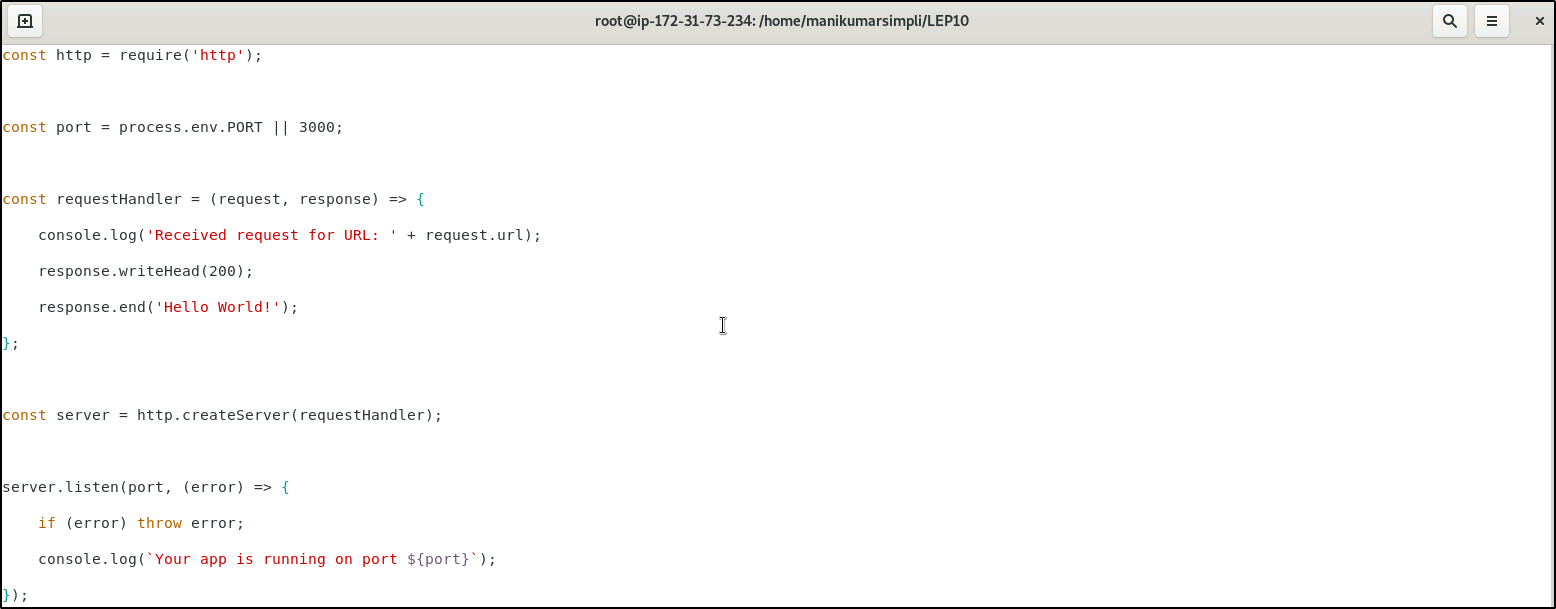 root@ip-172-31-73-234: /home/manikumarsimpli/LEP10
const http = require('http');
const port = process.env.PORT || 3000;
const requestHandler = (request, response) => {
    console.log('Received request for URL: ' + request.url);
    response.writeHead(200);
    response.end('Hello World!');
};
const server = http.createServer(requestHandler);
server.listen(port, (error) => {
    if (error) throw error;
    console.log(`Your app is running on port ${port}`);
});